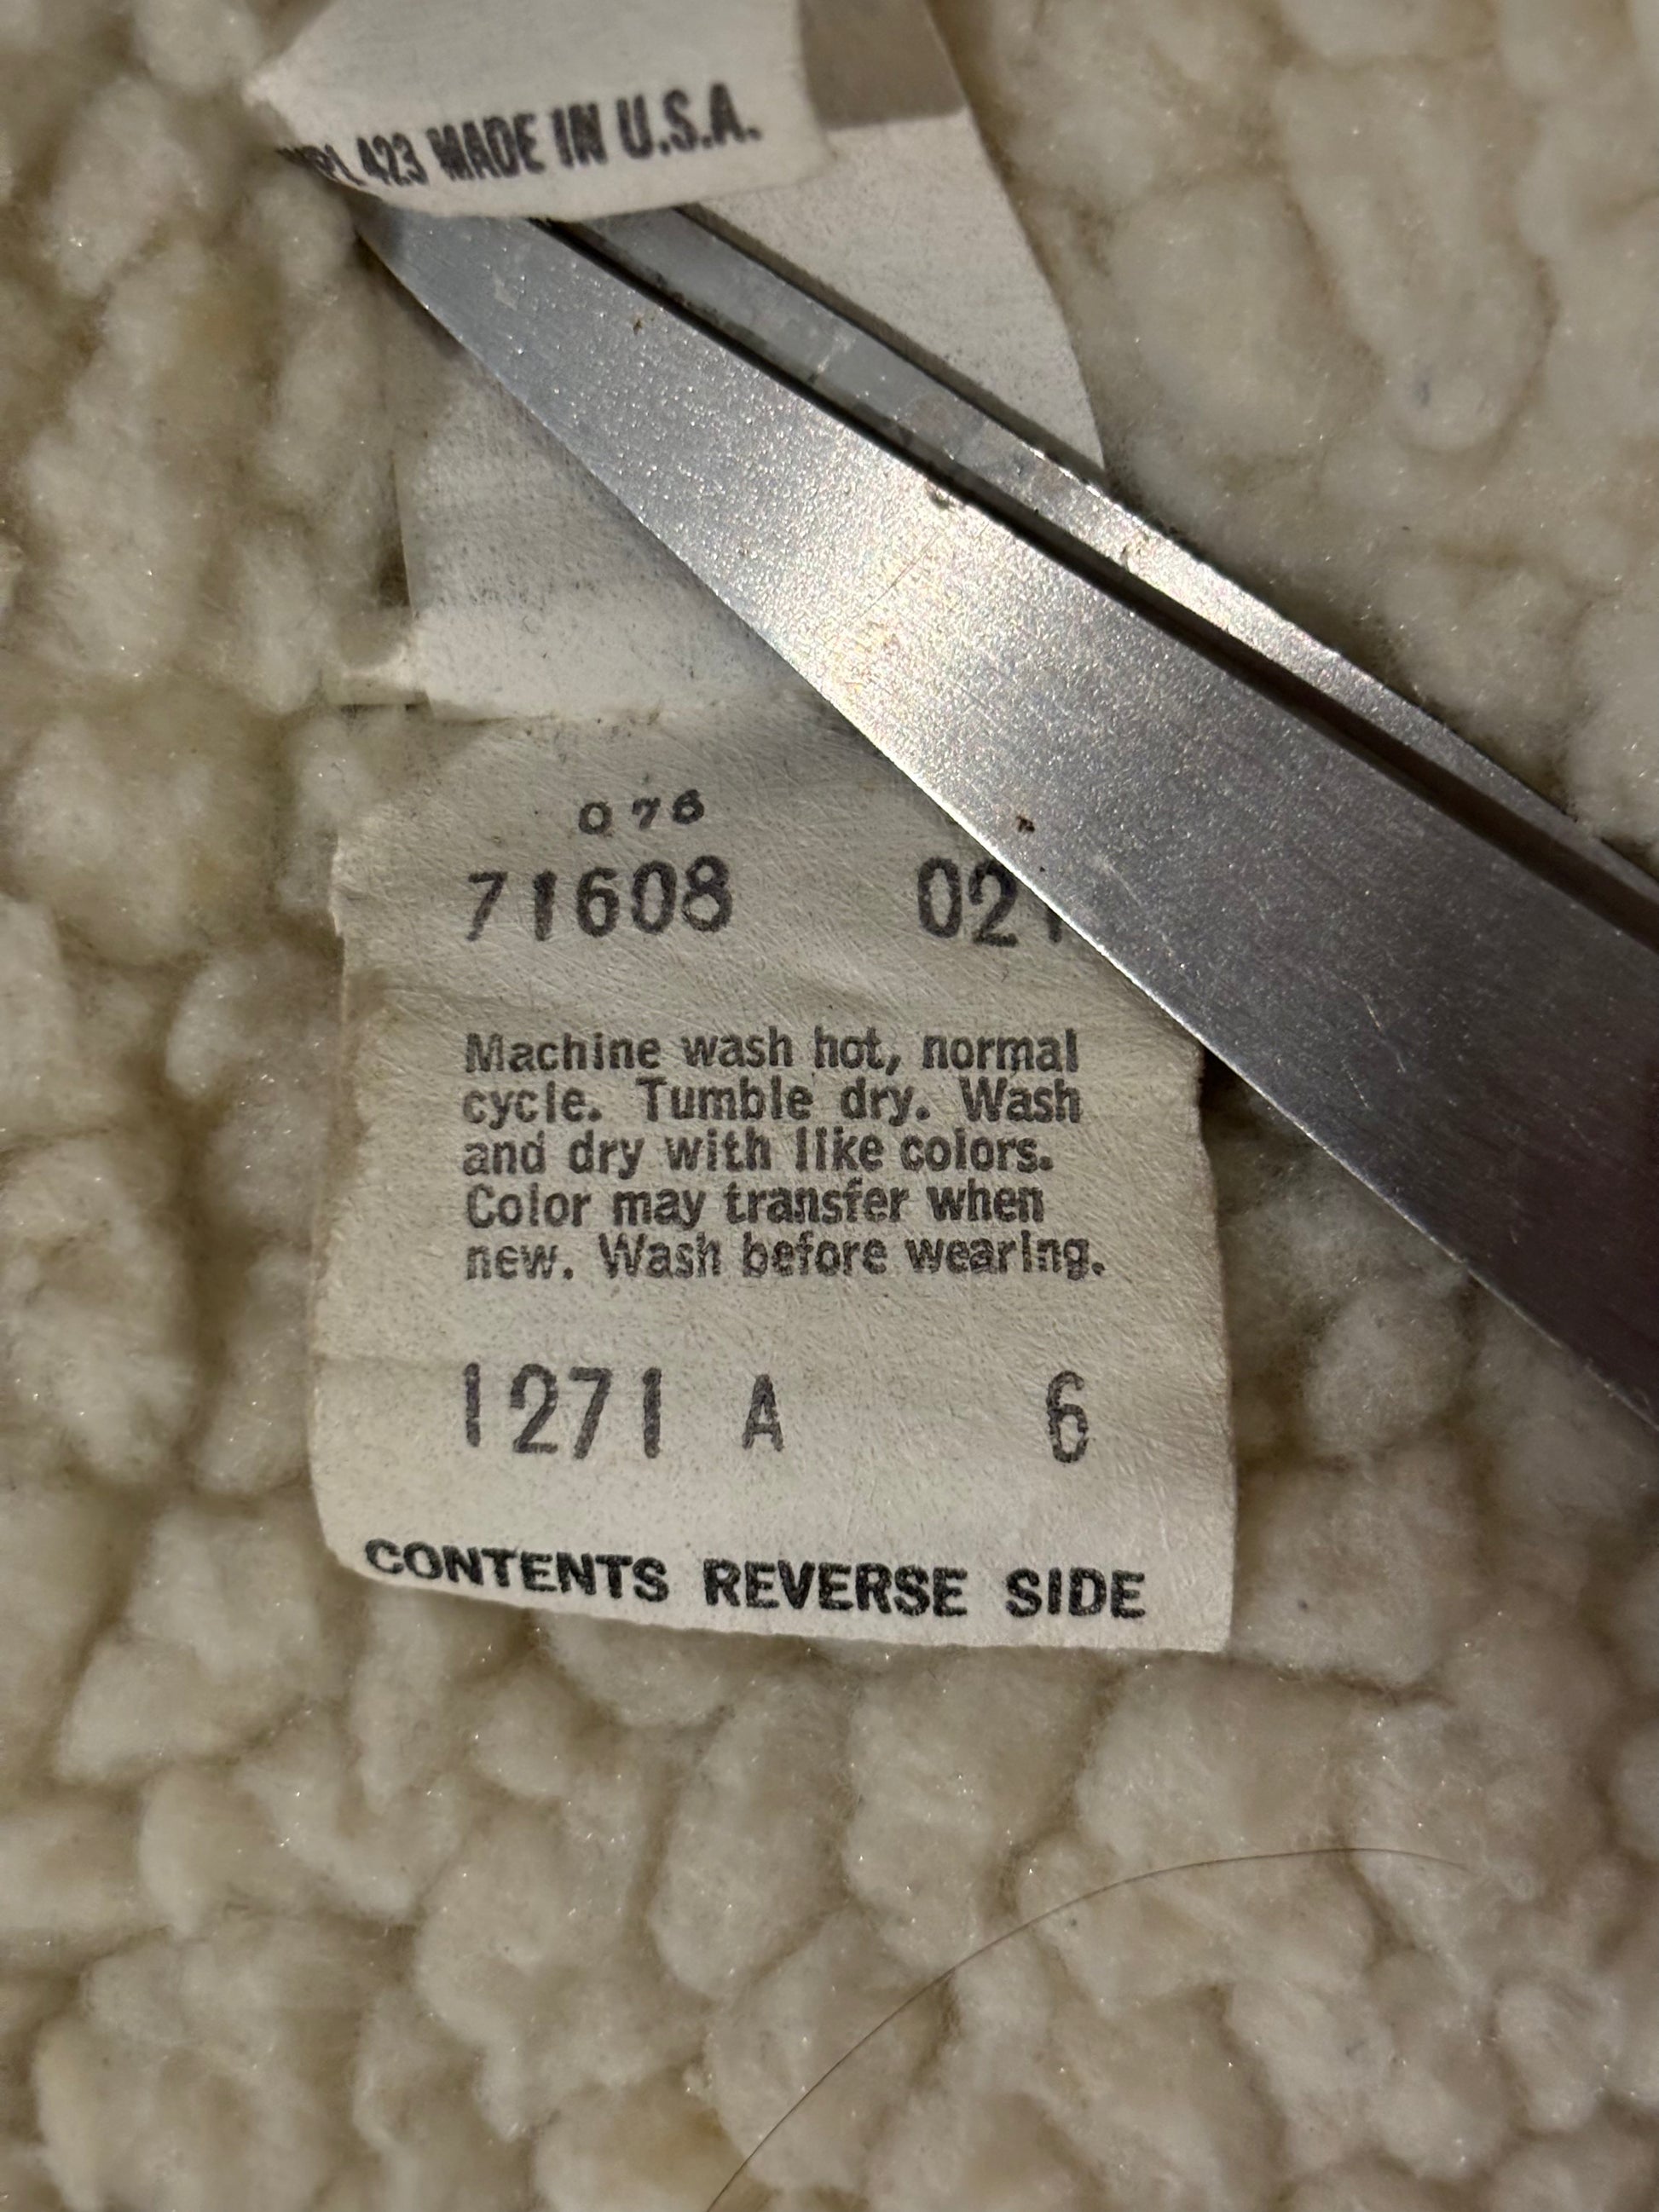 WPL 423 MADE IN U.S.A.
076
71608 021
Machine wash hot, normal
cycle. Tumble dry. Wash
and dry with like colors.
Color may transfer when
new. Wash before wearing.
1271 A 6
CONTENTS REVERSE SIDE